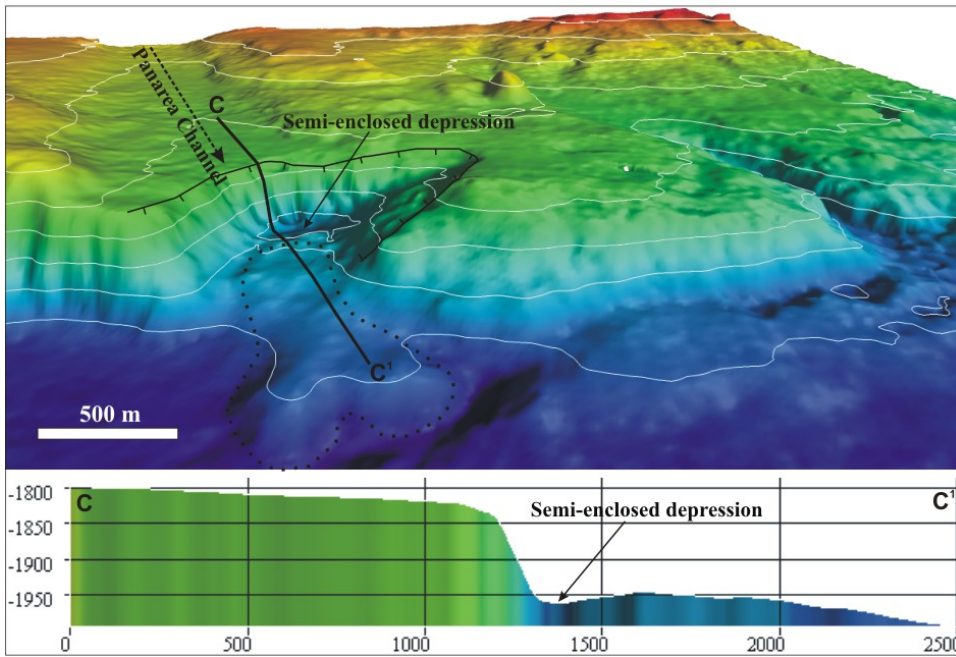 Panarea Channel
C
Semi-enclosed depression
C¹
500 m
-1800
C
C¹
Semi-enclosed depression
-1850
-1900
-1950
0 500 1000 1500 2000 2500